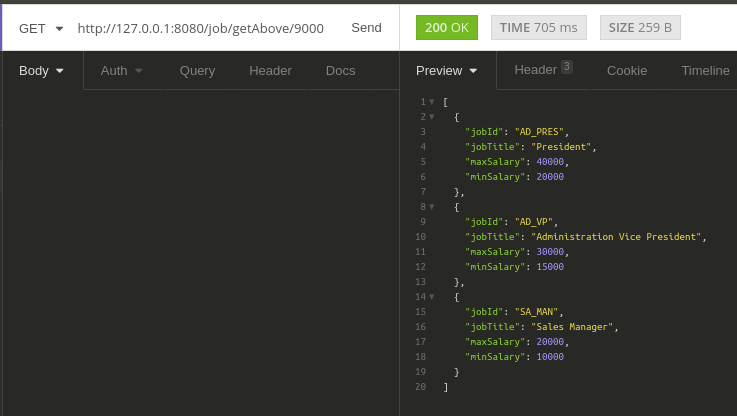 GET http://127.0.0.1:8080/job/getAbove/9000 Send 200 OK TIME 705 ms SIZE 259 B
Body Auth Query Header Docs Preview Header 3 Cookie Timeline
1 [
2 {
3 "jobId": "AD_PRES",
4 "jobTitle": "President",
5 "maxSalary": 40000,
6 "minSalary": 20000
7 },
8 {
9 "jobId": "AD_VP",
10 "jobTitle": "Administration Vice President",
11 "maxSalary": 30000,
12 "minSalary": 15000
13 },
14 {
15 "jobId": "SA_MAN",
16 "jobTitle": "Sales Manager",
17 "maxSalary": 20000,
18 "minSalary": 10000
19 }
20 ]